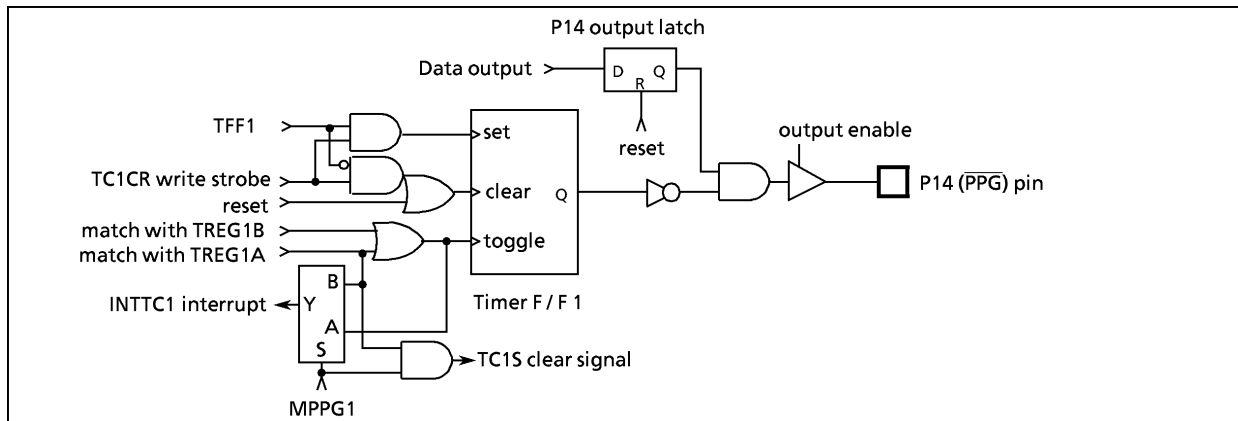 P14 output latch
Data output
D
Q
R
TFF1
set
reset
output enable
TC1CR write strobe
clear
Q
P14 (P̅P̅G̅) pin
reset
match with TREG1B
toggle
match with TREG1A
B
INTTC1 interrupt
Y
Timer F / F 1
A
S
TC1S clear signal
MPPG1